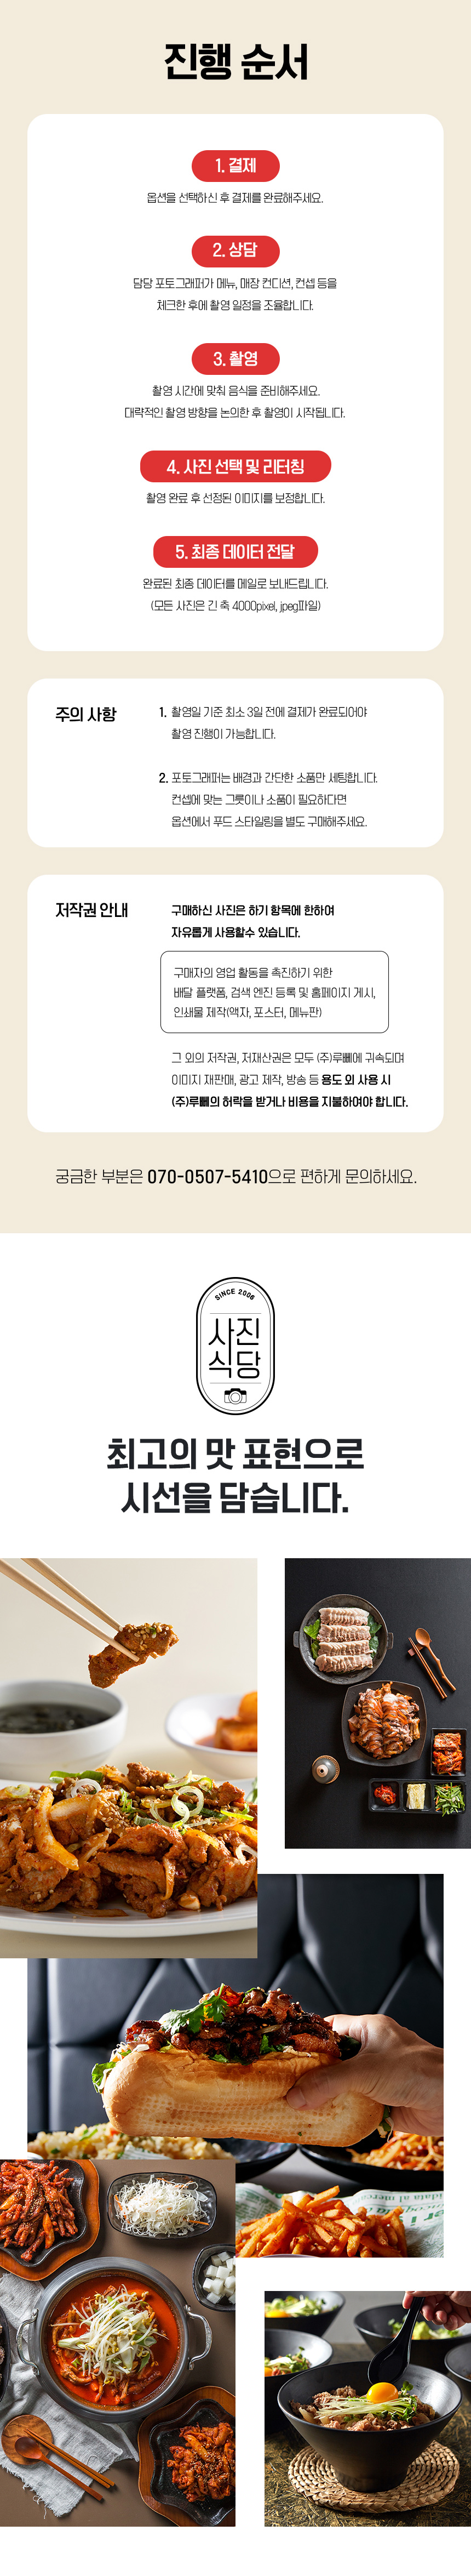 진행 순서
1. 결제
옵션을 선택하신 후 결제를 완료해주세요.
2. 상담
담당 포토그래퍼가 메뉴, 매장 컨디션, 컨셉 등을
체크한 후에 촬영 일정을 조율합니다.
3. 촬영
촬영 시간에 맞춰 음식을 준비해주세요.
대략적인 촬영 방향을 논의한 후 촬영이 시작됩니다.
4. 사진 선택 및 리터칭
촬영 완료 후 선정된 이미지를 보정합니다.
5. 최종 데이터 전달
완료된 최종 데이터를 메일로 보내드립니다.
(모든 사진은 긴 축 4000pixel, jpeg파일)
주의 사항
1. 촬영일 기준 최소 3일 전에 결제가 완료되어야
촬영 진행이 가능합니다.
2. 포토그래퍼는 배경과 간단한 소품만 세팅합니다.
컨셉에 맞는 그릇이나 소품이 필요하다면
옵션에서 푸드 스타일링을 별도 구매해주세요.
저작권 안내
구매하신 사진은 하기 항목에 한하여
자유롭게 사용할수 있습니다.
구매자의 영업 활동을 촉진하기 위한
배달 플랫폼, 검색 엔진 등록 및 홈페이지 게시,
인쇄물 제작(액자, 포스터, 메뉴판)
그 외의 저작권, 저재산권은 모두 (주)루뻬에 귀속되며
이미지 재판매, 광고 제작, 방송 등 용도 외 사용 시
(주)루뻬의 허락을 받거나 비용을 지불하여야 합니다.
궁금한 부분은 070-0507-5410으로 편하게 문의하세요.
SINCE 2006
사진
식당
최고의 맛 표현으로
시선을 담습니다.